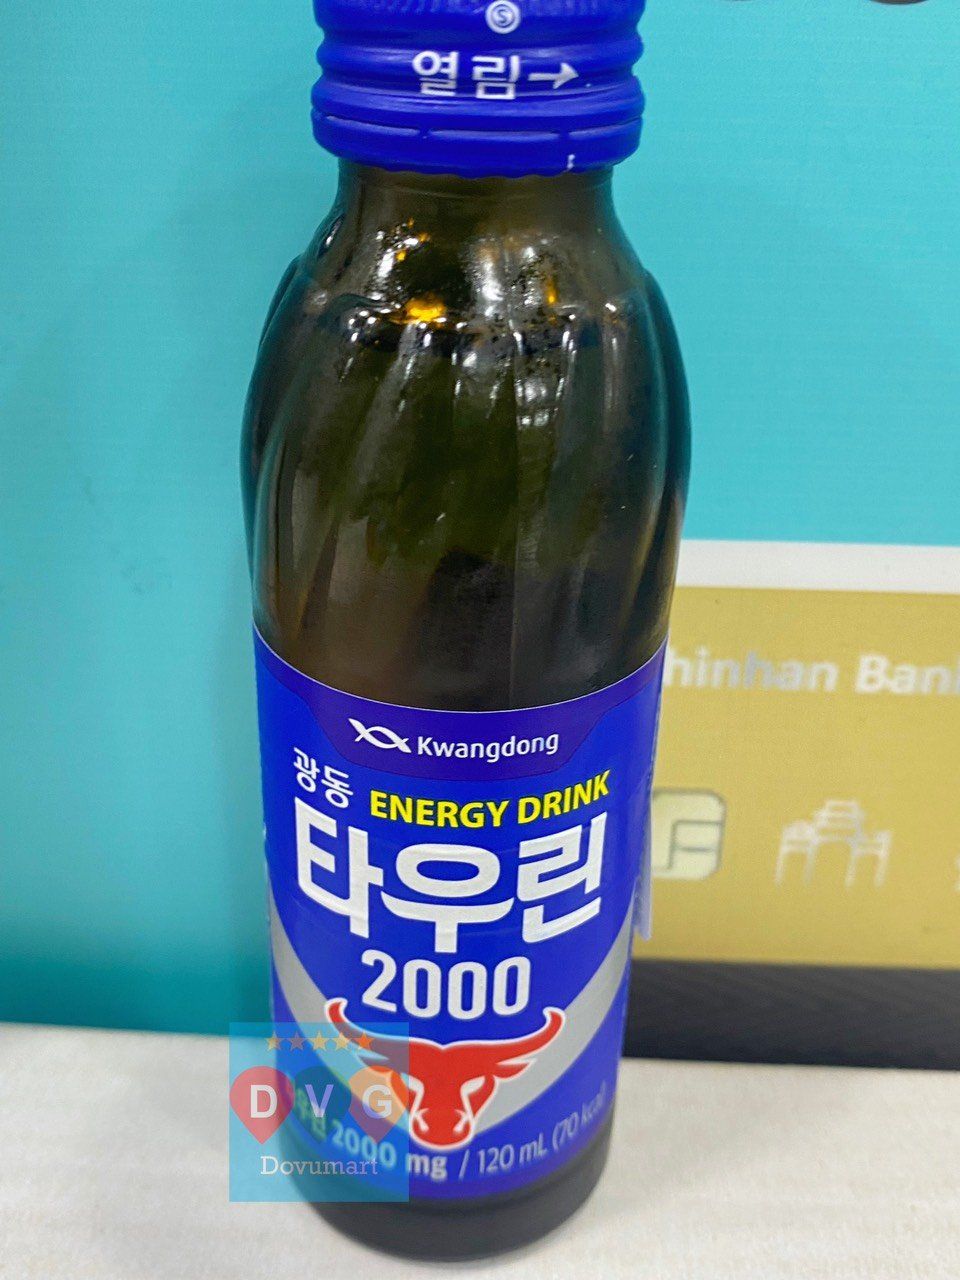 열림→
Kwangdong
광동
ENERGY DRINK
타우린
2000
2000 mg / 120 mL (70 kcal)
hinhan Ban
DVG
Dovumart